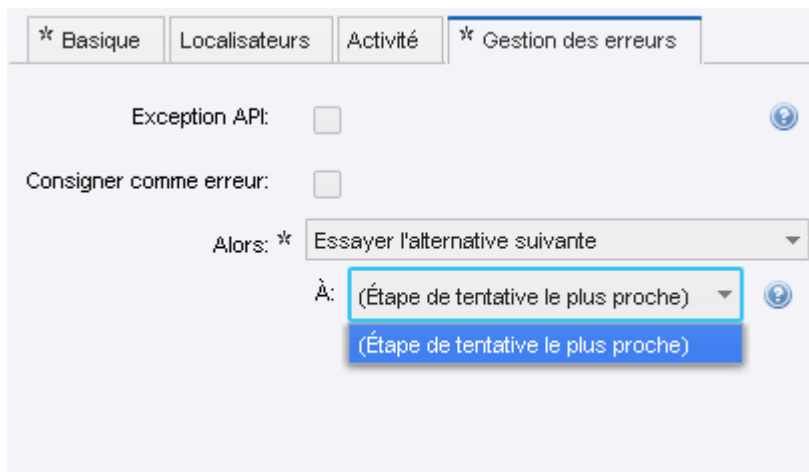 * Basique Localisateurs Activité * Gestion des erreurs
Exception API:
Consigner comme erreur:
Alors: * Essayer l'alternative suivante
À: (Étape de tentative le plus proche)
(Étape de tentative le plus proche)